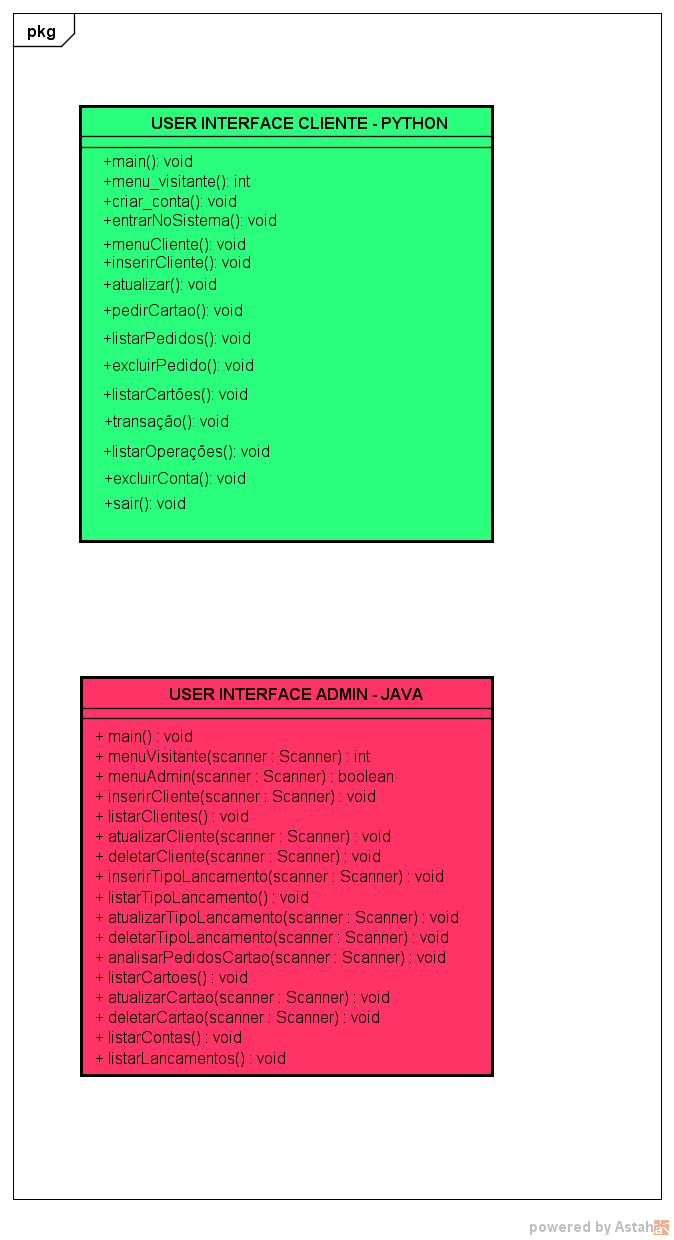 pkg
USER INTERFACE CLIENTE - PYTHON
+main(): void
+menu_visitante(): int
+criar_conta(): void
+entrarNoSistema(): void
+menuCliente(): void
+inserirCliente(): void
+atualizar(): void
+pedirCartao(): void
+listarPedidos(): void
+excluirPedido(): void
+listarCartões(): void
+transação(): void
+listarOperações(): void
+excluirConta(): void
+sair(): void
USER INTERFACE ADMIN - JAVA
+ main() : void
+ menuVisitante(scanner : Scanner) : int
+ menuAdmin(scanner : Scanner) : boolean
+ inserirCliente(scanner : Scanner) : void
+ listarClientes() : void
+ atualizarCliente(scanner : Scanner) : void
+ deletarCliente(scanner : Scanner) : void
+ inserirTipoLancamento(scanner : Scanner) : void
+ listarTipoLancamento() : void
+ atualizarTipoLancamento(scanner : Scanner) : void
+ deletarTipoLancamento(scanner : Scanner) : void
+ analisarPedidosCartao(scanner : Scanner) : void
+ listarCartoes() : void
+ atualizarCartao(scanner : Scanner) : void
+ deletarCartao(scanner : Scanner) : void
+ listarContas() : void
+ listarLancamentos() : void
powered by Astah